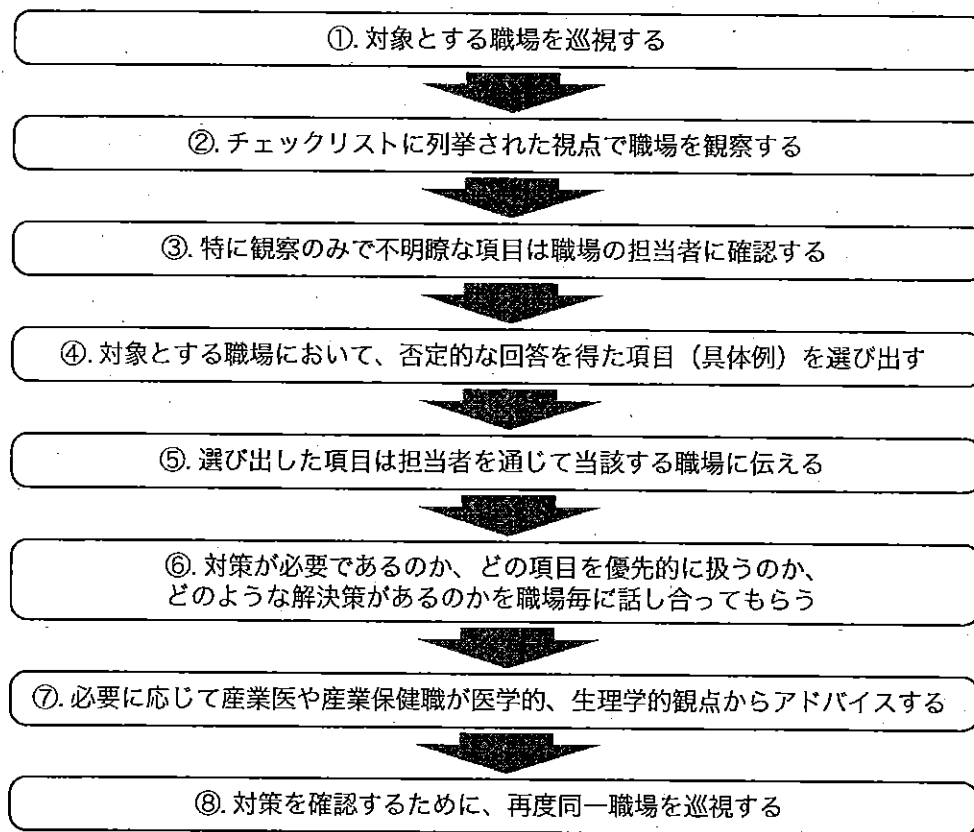 ①. 対象とする職場を巡視する
②. チェックリストに列挙された視点で職場を観察する
③. 特に観察のみで不明瞭な項目は職場の担当者に確認する
④. 対象とする職場において、否定的な回答を得た項目（具体例）を選び出す
⑤. 選び出した項目は担当者を通じて当該する職場に伝える
⑥. 対策が必要であるのか、どの項目を優先的に扱うのか、
どのような解決策があるのかを職場毎に話し合ってもらう
⑦. 必要に応じて産業医や産業保健職が医学的、生理学的観点からアドバイスする
⑧. 対策を確認するために、再度同一職場を巡視する